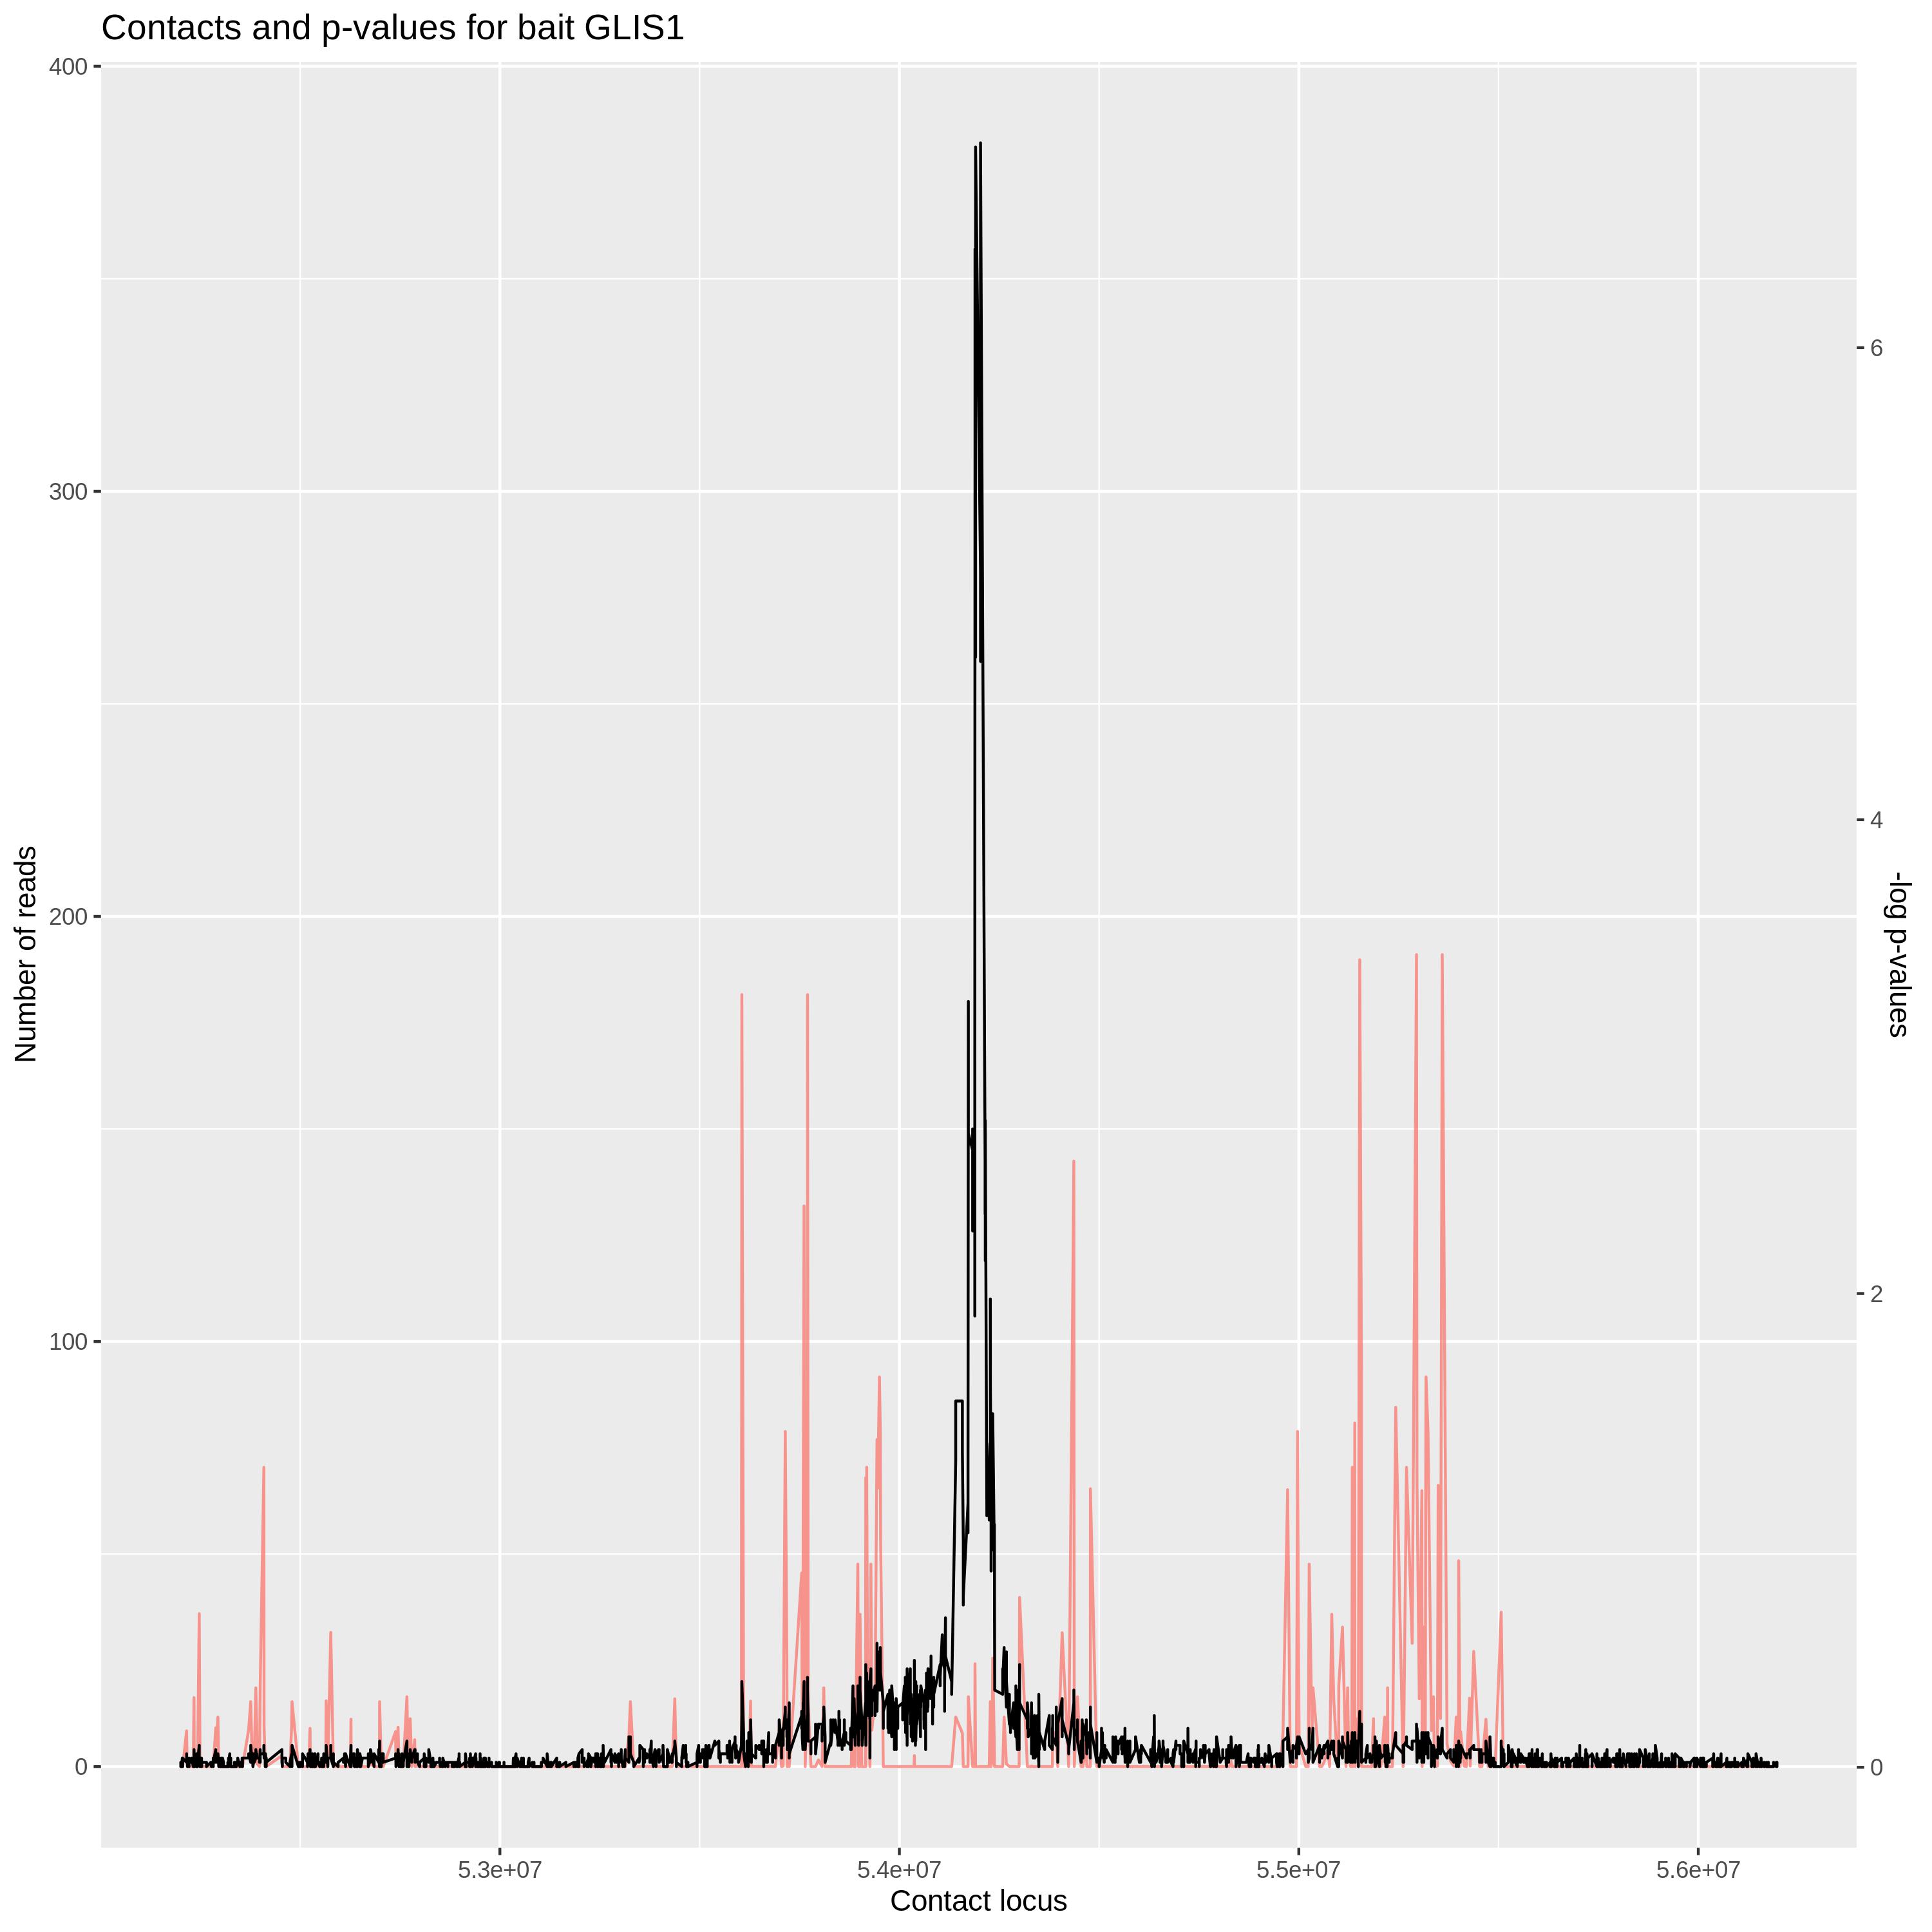 Contacts and p-values for bait GLIS1
400
300
200
100
0
Number of reads
6
4
2
0
-log p-values
5.3e+07
5.4e+07
5.5e+07
5.6e+07
Contact locus